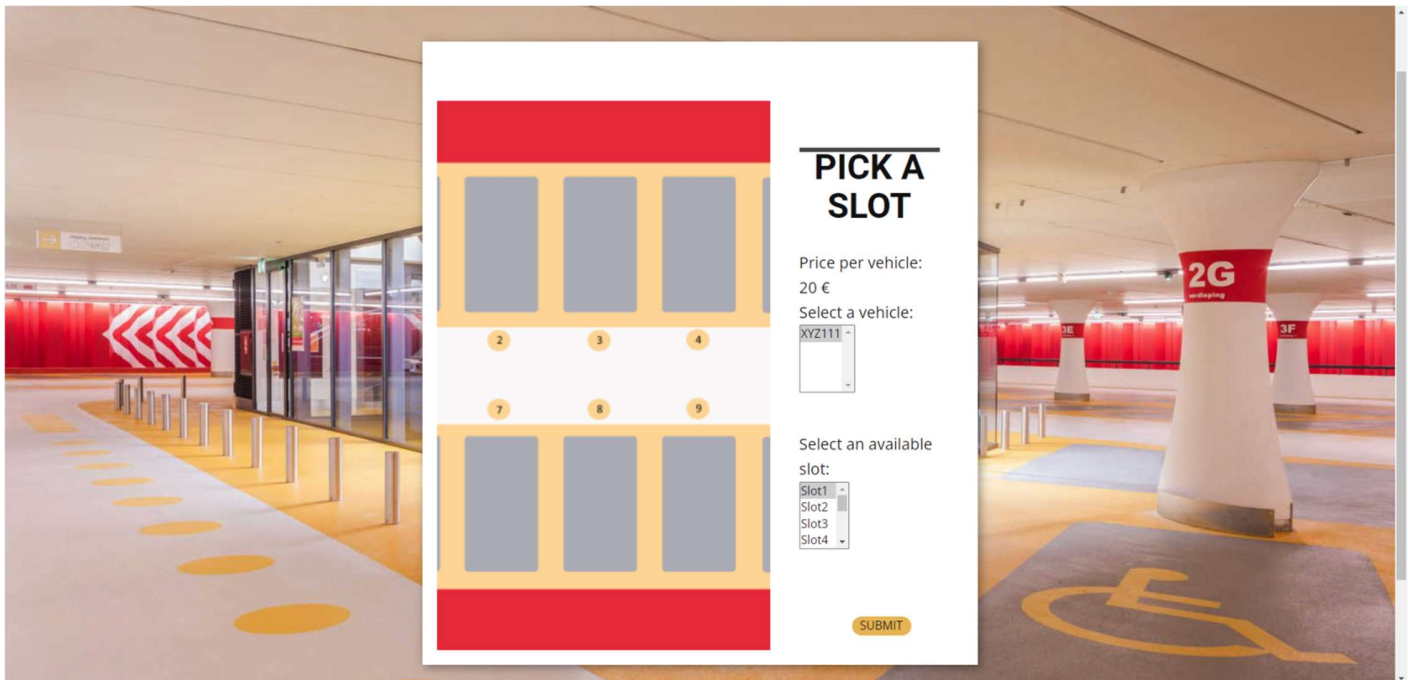 PICK A
SLOT
Price per vehicle:
20 €
Select a vehicle:
XYZ111
Select an available
slot:
Slot1
Slot2
Slot3
Slot4
SUBMIT
2
3
4
7
8
9
2G
3E
3F